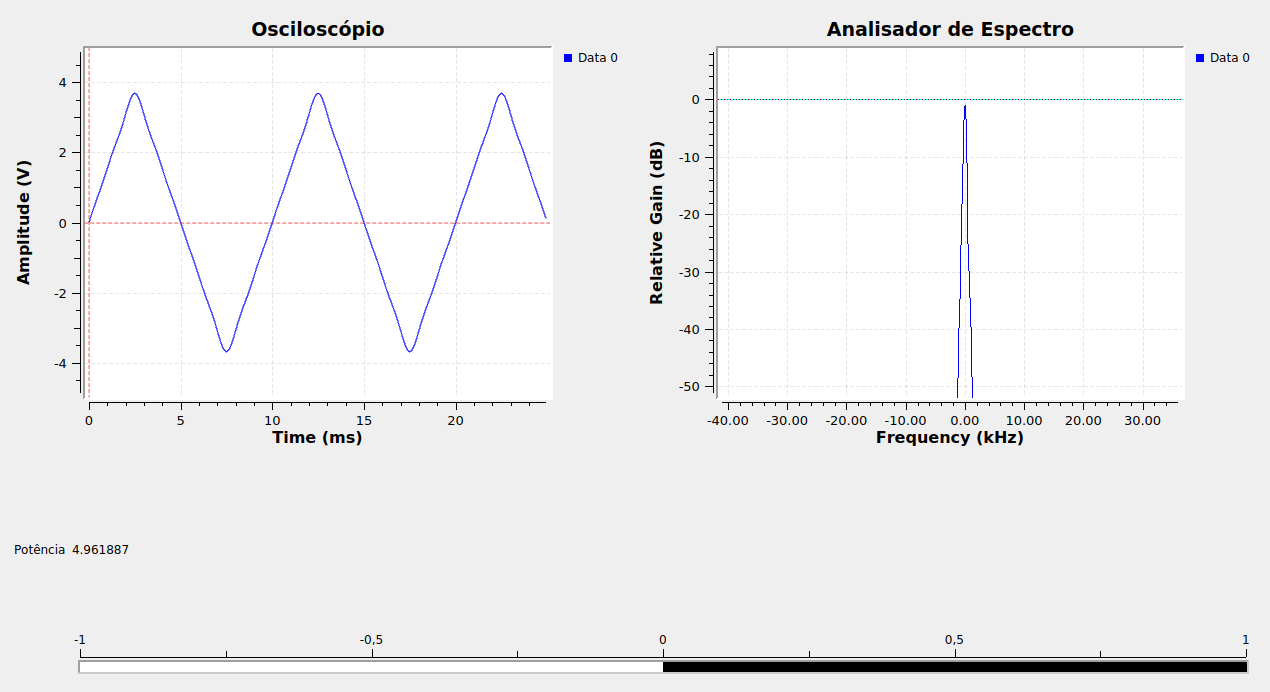 Osciloscópio
Data 0
Amplitude (V)
4
2
0
-2
-4
0 5 10 15 20
Time (ms)
Analisador de Espectro
Data 0
Relative Gain (dB)
0
-10
-20
-30
-40
-50
-40.00 -30.00 -20.00 -10.00 0.00 10.00 20.00 30.00
Frequency (kHz)
Potência 4.961887
-1 -0,5 0 0,5 1